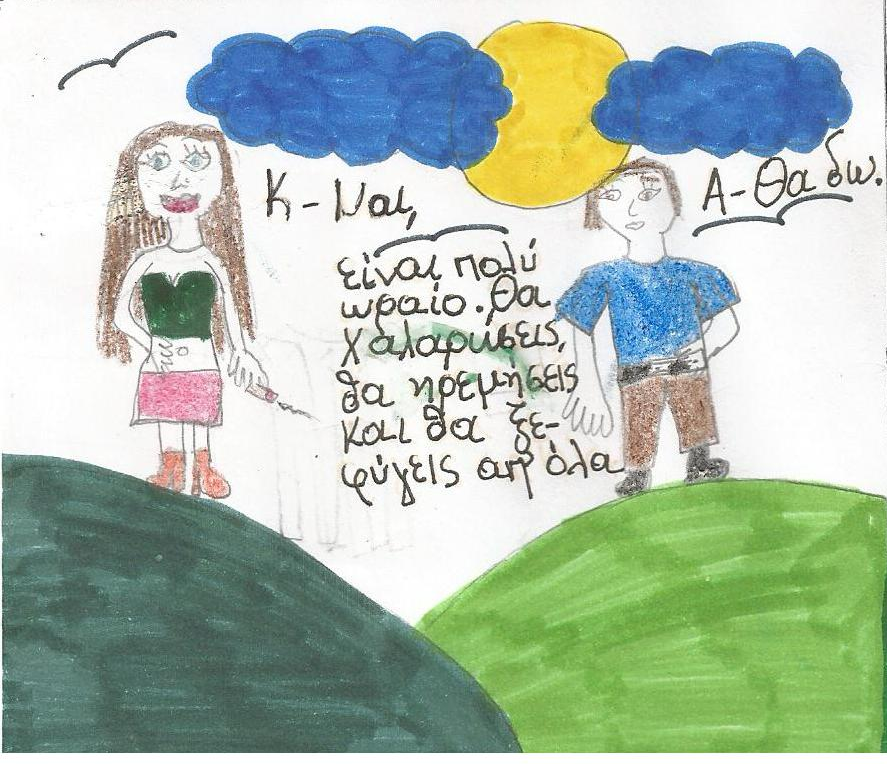 Κ - Ναι,
είναι πολύ
ωραίο. Θα
χαλαρώσεις,
θα ηρεμήσεις
και θα ξε-
φύγεις απ' όλα
Α - Θα δω.